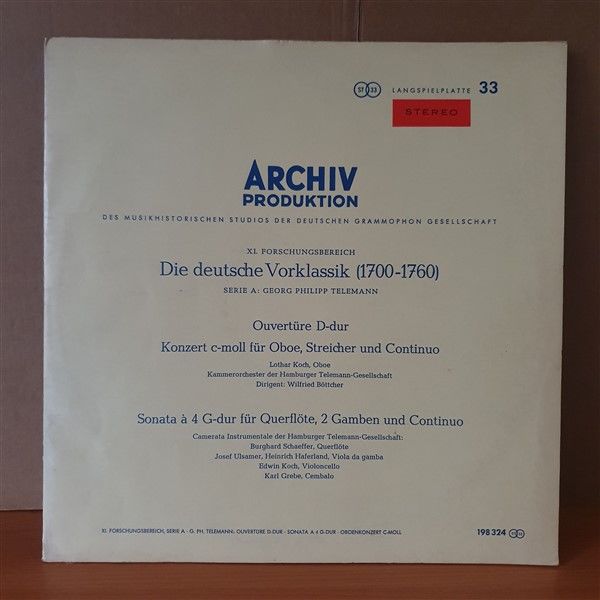 ST 33 LANGSPIELPLATTE 33
STEREO
ARCHIV
PRODUKTION
DES MUSIKHISTORISCHEN STUDIOS DER DEUTSCHEN GRAMMOPHON GESELLSCHAFT
XI. FORSCHUNGSBEREICH
Die deutsche Vorklassik (1700-1760)
SERIE A: GEORG PHILIPP TELEMANN
Ouvertüre D-dur
Konzert c-moll für Oboe, Streicher und Continuo
Lothar Koch, Oboe
Kammerorchester der Hamburger Telemann-Gesellschaft
Dirigent: Wilfried Böttcher
Sonata à 4 G-dur für Querflöte, 2 Gamben und Continuo
Camerata Instrumentale der Hamburger Telemann-Gesellschaft:
Burghard Schaeffer, Querflöte
Josef Ulsamer, Heinrich Haferland, Viola da gamba
Edwin Koch, Violoncello
Karl Grebe, Cembalo
XI. FORSCHUNGSBEREICH, SERIE A · G. PH. TELEMANN: OUVERTÜRE D-DUR · SONATA A 4 G-DUR · OBOENKONZERT C-MOLL
198 324